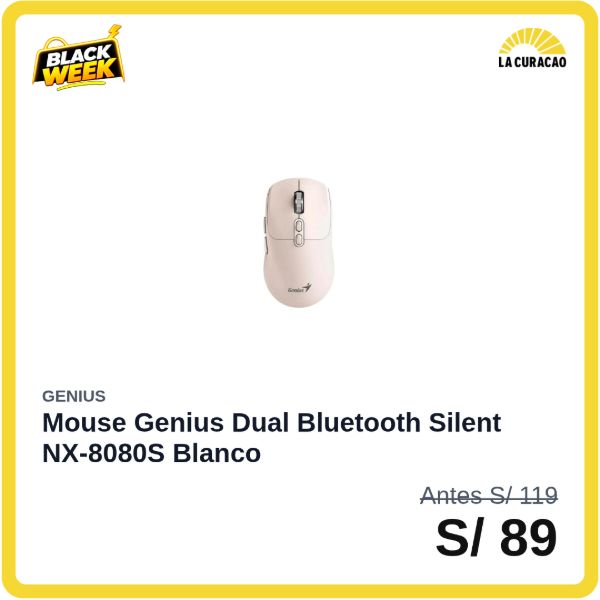 BLACK
WEEK
LA CURACAO
Genius
GENIUS
Mouse Genius Dual Bluetooth Silent
NX-8080S Blanco
Antes S/ 119
S/ 89